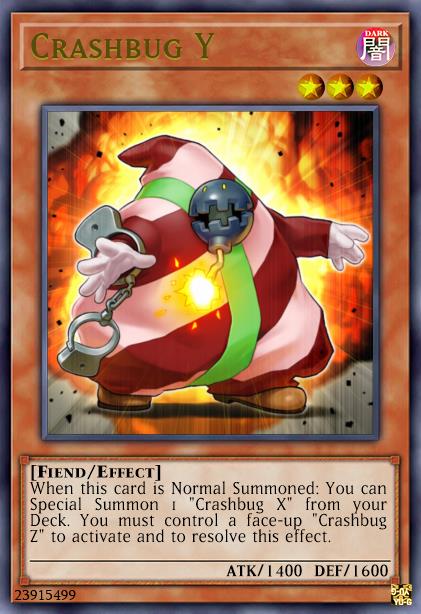 Crashbug Y
DARK
闇
[Fiend/Effect]
When this card is Normal Summoned: You can
Special Summon 1 "Crashbug X" from your
Deck. You must control a face-up "Crashbug
Z" to activate and to resolve this effect.
ATK/1400 DEF/1600
23915499